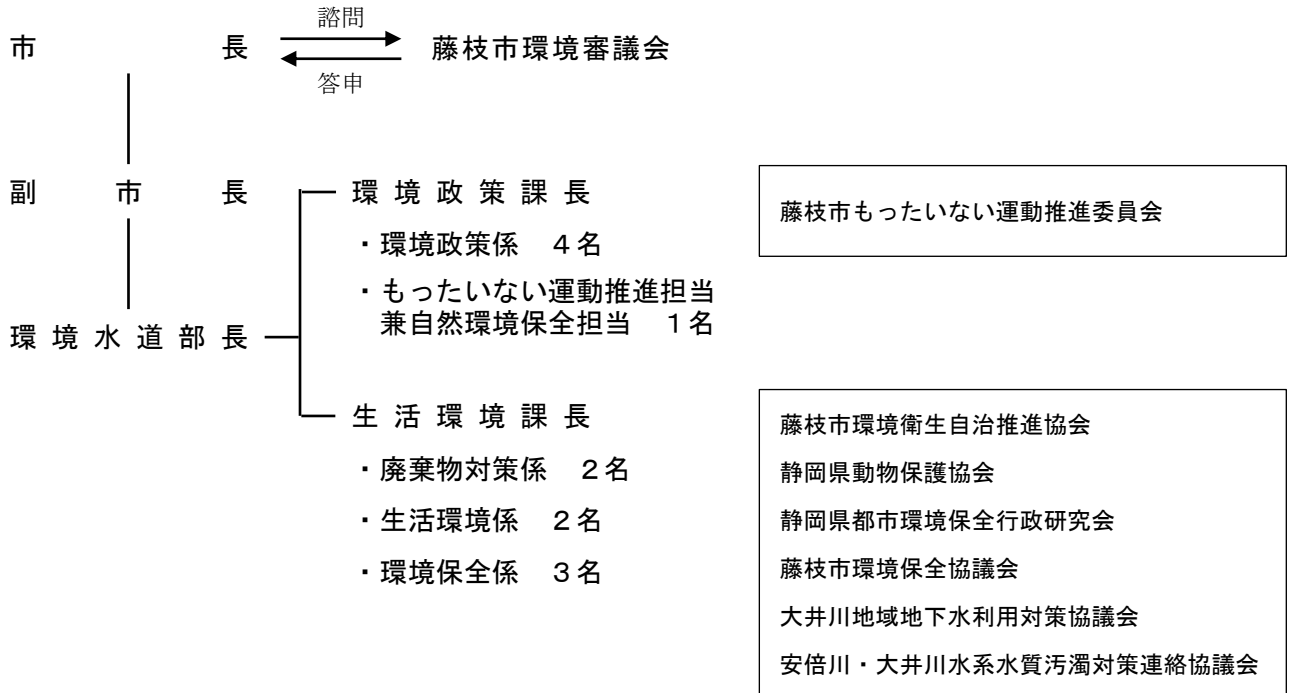 諮問
市長
藤枝市環境審議会
答申
副市長
環境政策課長
・環境政策係 ４名
・もったいない運動推進担当
兼自然環境保全担当 １名
藤枝市もったいない運動推進委員会
環境水道部長
生活環境課長
・廃棄物対策係 ２名
・生活環境係 ２名
・環境保全係 ３名
藤枝市環境衛生自治推進協会
静岡県動物保護協会
静岡県都市環境保全行政研究会
藤枝市環境保全協議会
大井川地域地下水利用対策協議会
安倍川・大井川水系水質汚濁対策連絡協議会